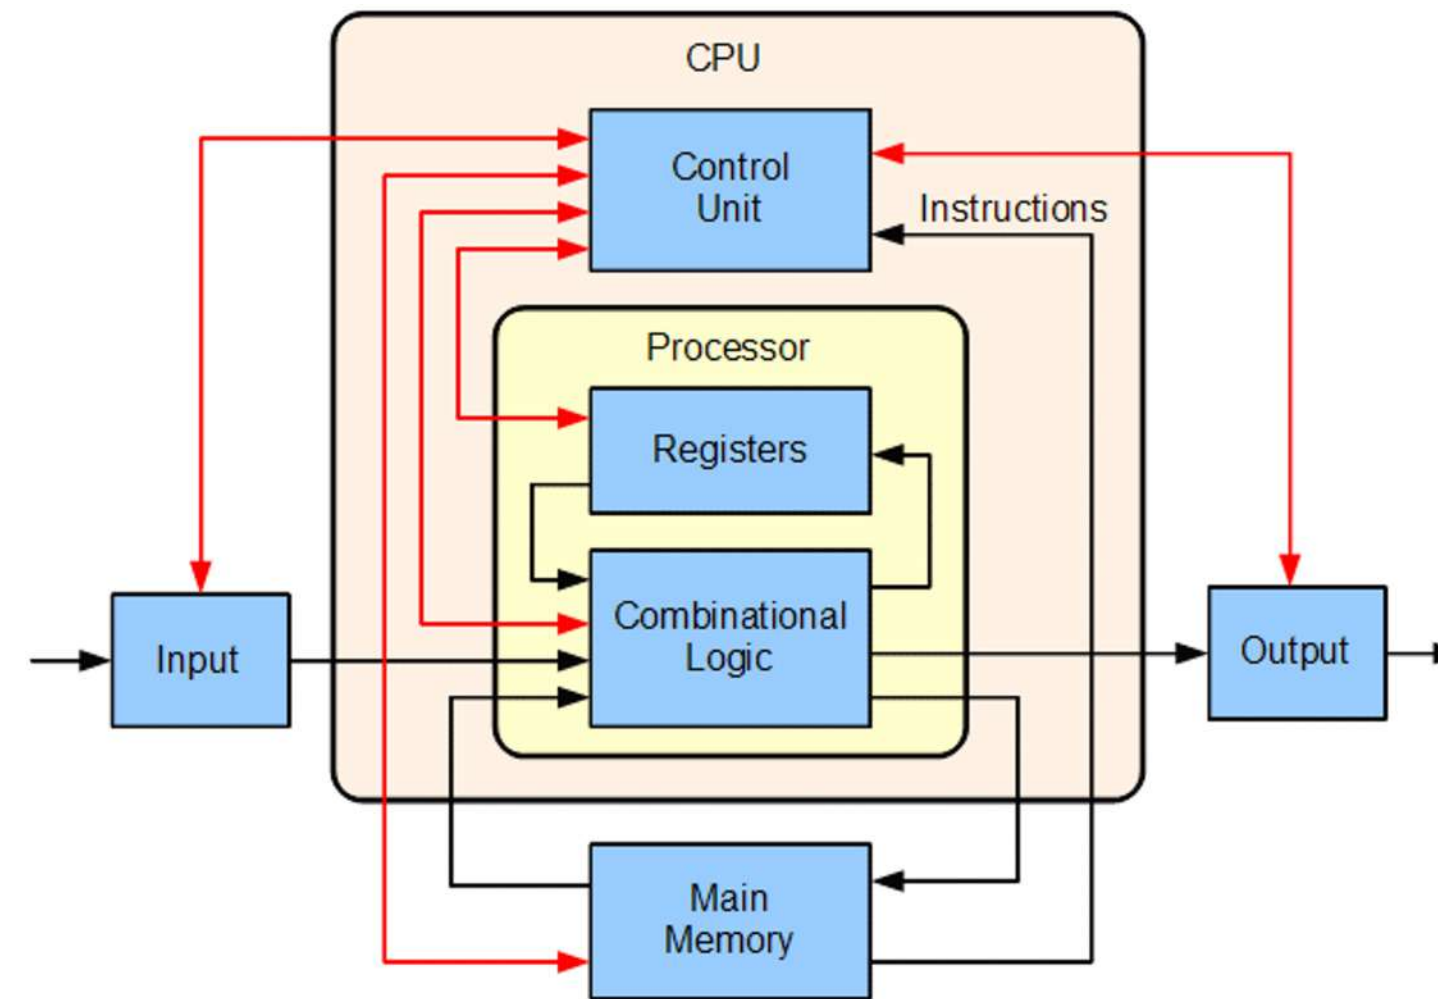 CPU
Control
Unit
Instructions
Processor
Registers
Combinational
Logic
Input
Output
Main
Memory